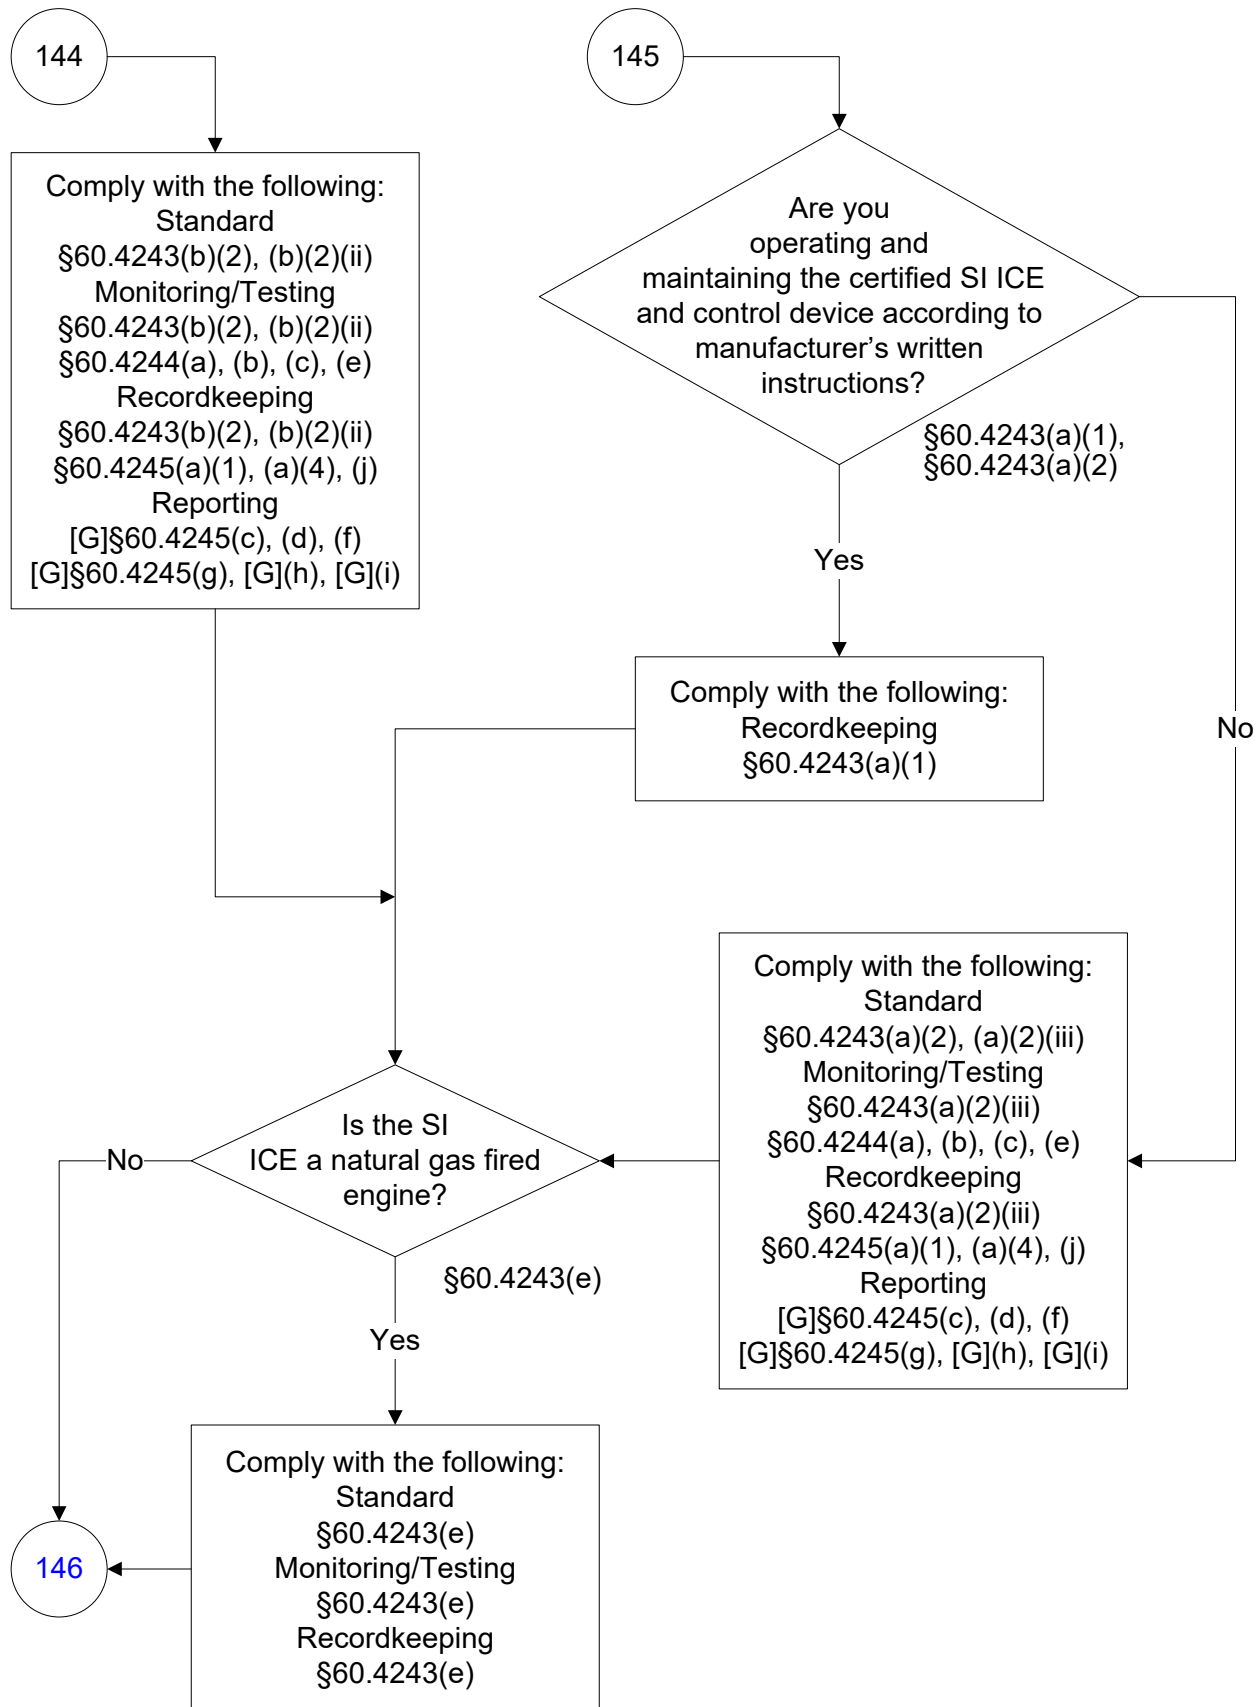 144
Comply with the following:
Standard
§60.4243(b)(2), (b)(2)(ii)
Monitoring/Testing
§60.4243(b)(2), (b)(2)(ii)
§60.4244(a), (b), (c), (e)
Recordkeeping
§60.4243(b)(2), (b)(2)(ii)
§60.4245(a)(1), (a)(4), (j)
Reporting
[G]§60.4245(c), (d), (f)
[G]§60.4245(g), [G](h), [G](i)
145
Are you
operating and
maintaining the certified SI ICE
and control device according to
manufacturer’s written
instructions?
§60.4243(a)(1),
§60.4243(a)(2)
Yes
No
Comply with the following:
Recordkeeping
§60.4243(a)(1)
Comply with the following:
Standard
§60.4243(a)(2), (a)(2)(iii)
Monitoring/Testing
§60.4243(a)(2)(iii)
§60.4244(a), (b), (c), (e)
Recordkeeping
§60.4243(a)(2)(iii)
§60.4245(a)(1), (a)(4), (j)
Reporting
[G]§60.4245(c), (d), (f)
[G]§60.4245(g), [G](h), [G](i)
Is the SI
ICE a natural gas fired
engine?
No
§60.4243(e)
Yes
Comply with the following:
Standard
§60.4243(e)
Monitoring/Testing
§60.4243(e)
Recordkeeping
§60.4243(e)
146